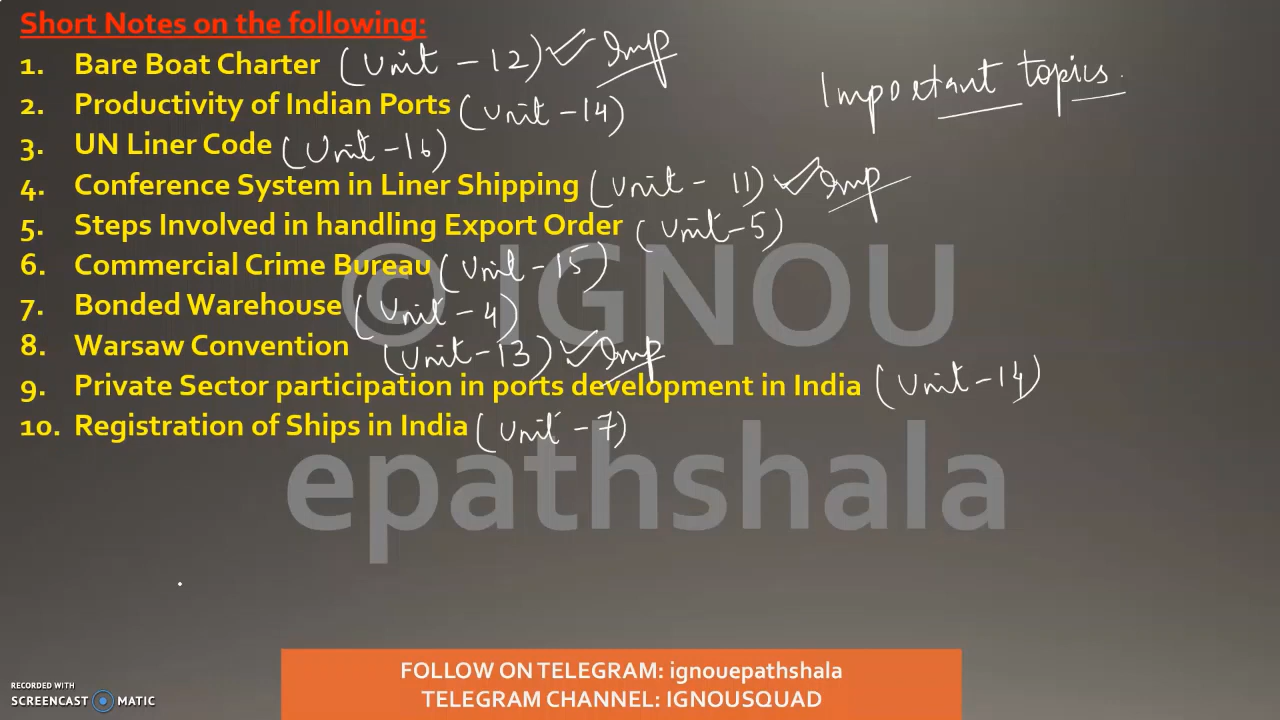 Short Notes on the following:
1. Bare Boat Charter (Unit - 12) ✓ Imp
Important topics.
2. Productivity of Indian Ports (Unit - 14)
3. UN Liner Code (Unit - 16)
4. Conference System in Liner Shipping (Unit - 11) ✓ Imp
5. Steps Involved in handling Export Order (Unit - 5)
6. Commercial Crime Bureau (Unit - 15)
7. Bonded Warehouse (Unit - 4)
8. Warsaw Convention (Unit - 13) ✓ Imp
9. Private Sector participation in ports development in India (Unit - 14)
10. Registration of Ships in India (Unit - 7)
© IGNOU
epathshala
FOLLOW ON TELEGRAM: ignouepathshala
TELEGRAM CHANNEL: IGNOUSQUAD
RECORDED WITH
SCREENCAST MATIC